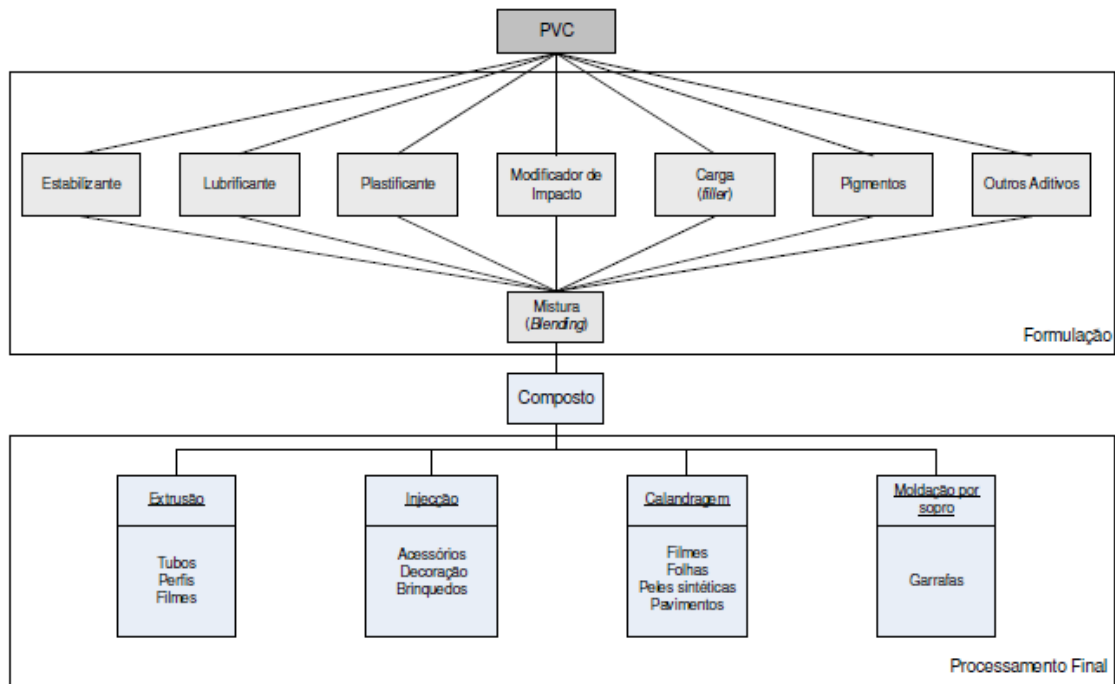 PVC
Estabilizante
Lubrificante
Plastificante
Modificador de
Impacto
Carga
(filler)
Pigmentos
Outros Aditivos
Mistura
(Blending)
Formulação
Composto
Extrusão
Tubos
Perfis
Filmes
Injecção
Acessórios
Decoração
Brinquedos
Calandragem
Filmes
Folhas
Peles sintéticas
Pavimentos
Moldação por
sopro
Garrafas
Processamento Final